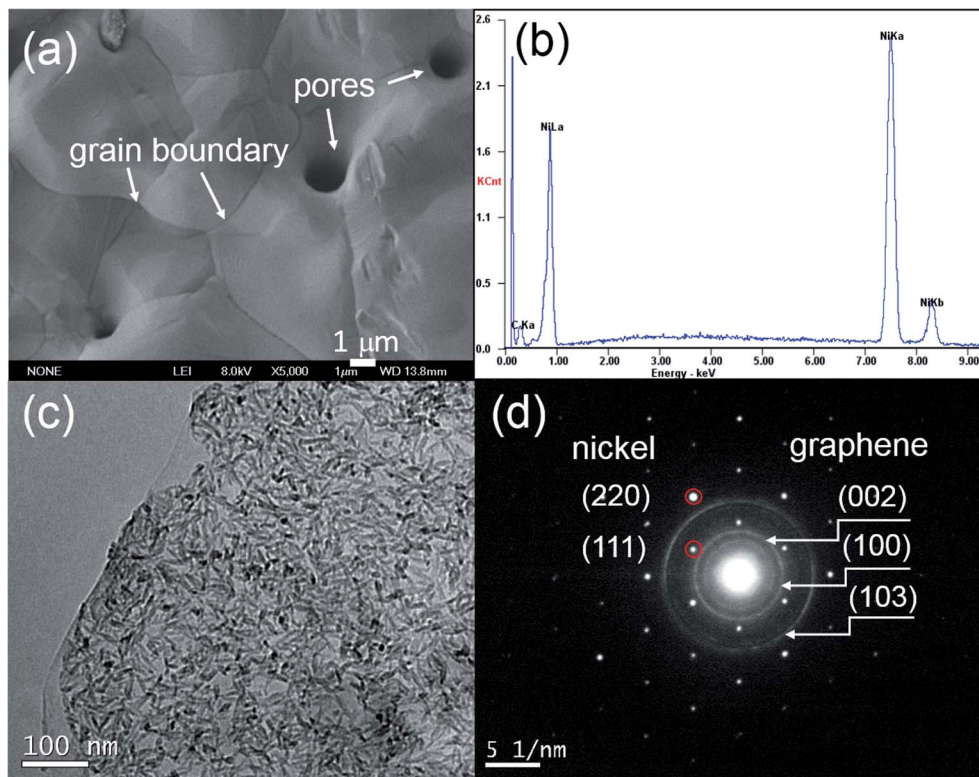 (a)
pores
grain boundary
1 μm
NONE LEI 8.0kV X5,000 1μm WD 13.8mm
(b)
2.6
2.1
1.6
KCnt
1.1
0.5
0.0
NiLa
C Ka
NiKa
NiKb
0.00 1.00 2.00 3.00 4.00 5.00 6.00 7.00 8.00 9.00
Energy - keV
(c)
100 nm
(d)
nickel
(220)
(111)
graphene
(002)
(100)
(103)
5 1/nm